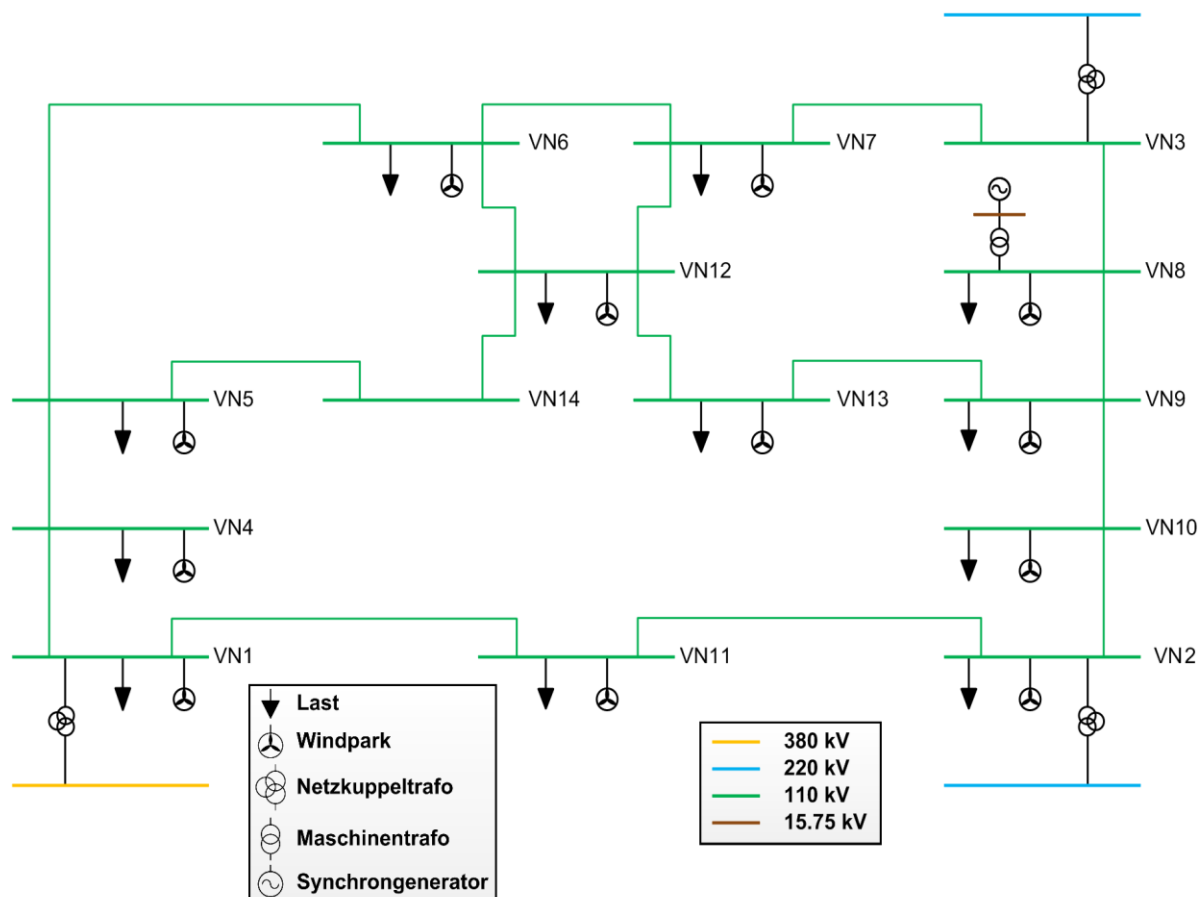 VN6
VN7
VN3
VN12
VN8
VN5
VN14
VN13
VN9
VN4
VN10
VN1
VN11
VN2
Last
Windpark
Netzkuppeltrafo
Maschinentrafo
Synchrongenerator
380 kV
220 kV
110 kV
15.75 kV